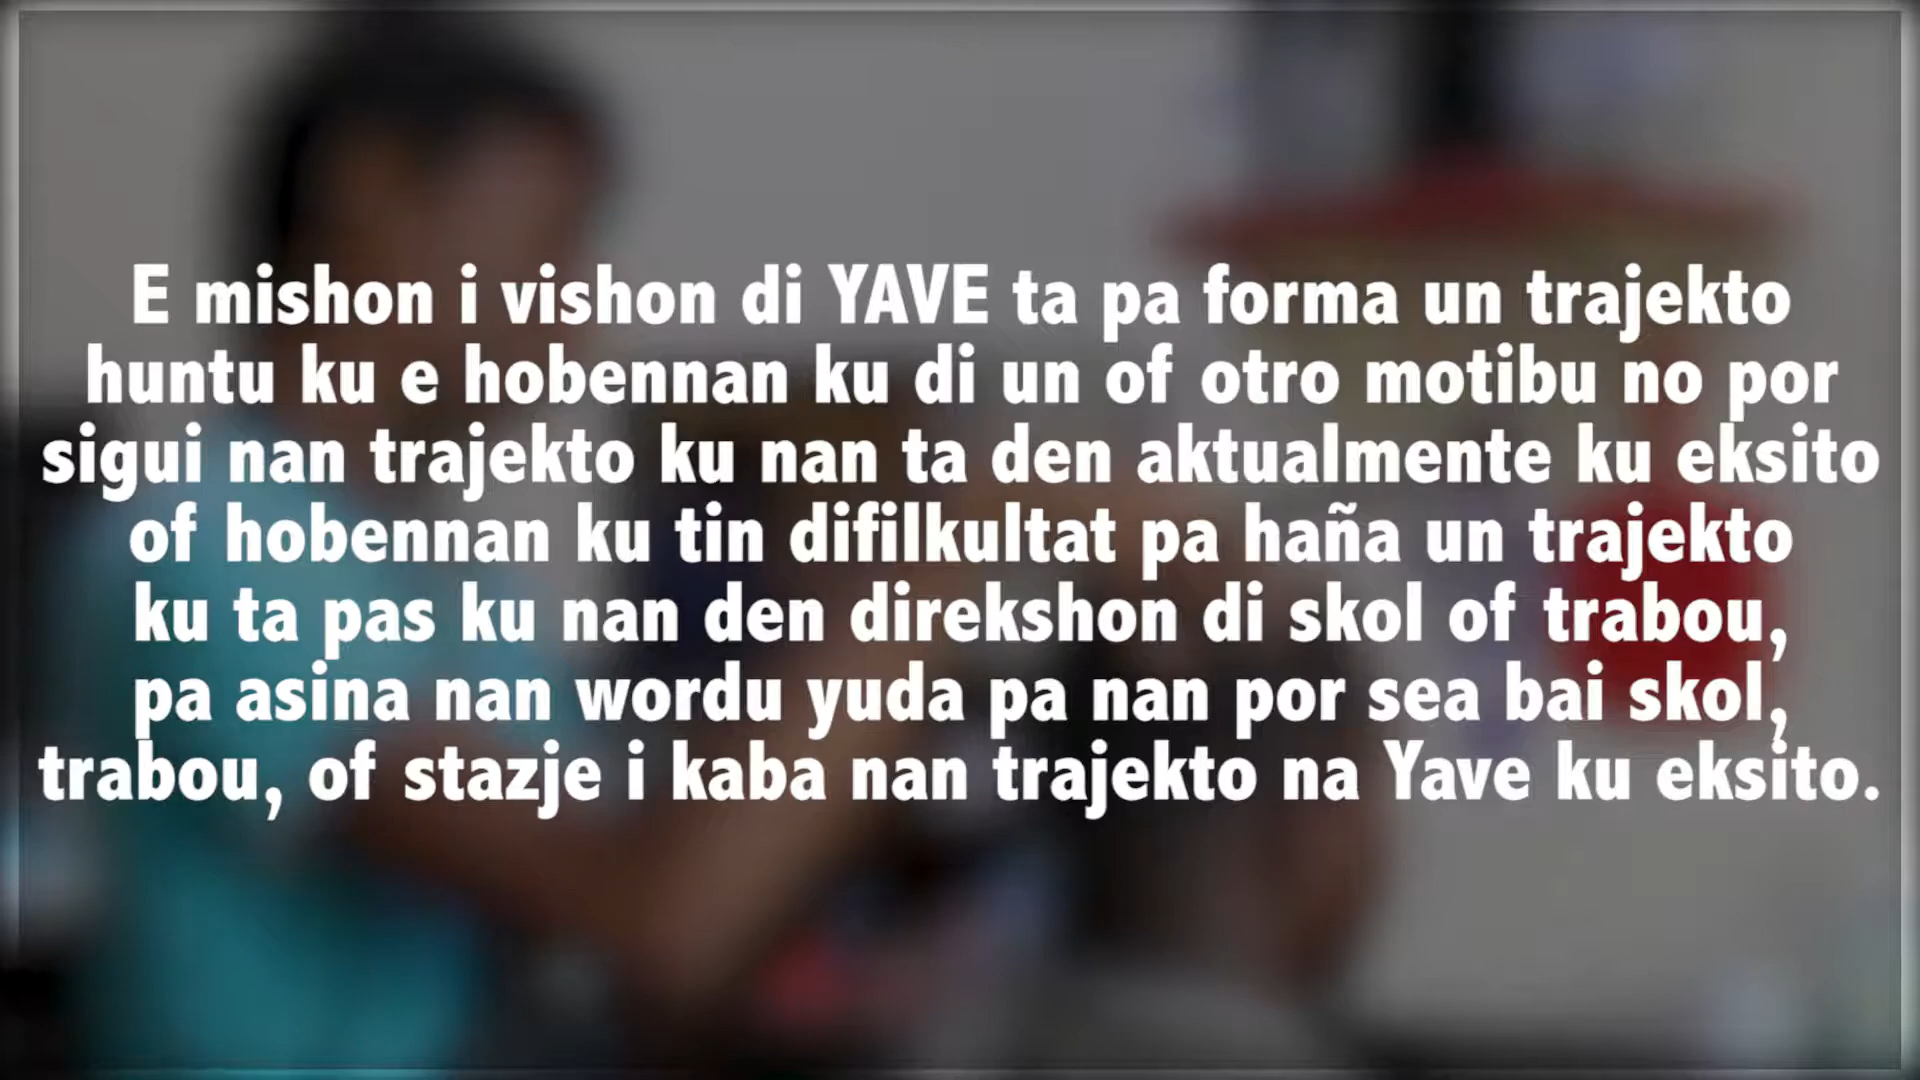 E mishon i vishon di YAVE ta pa forma un trajekto
huntu ku e hobennan ku di un of otro motibu no por
sigui nan trajekto ku nan ta den aktualmente ku eksito
of hobennan ku tin difilkultat pa haña un trajekto
ku ta pas ku nan den direkshon di skol of trabou,
pa asina nan wordu yuda pa nan por sea bai skol,
trabou, of stazje i kaba nan trajekto na Yave ku eksito.